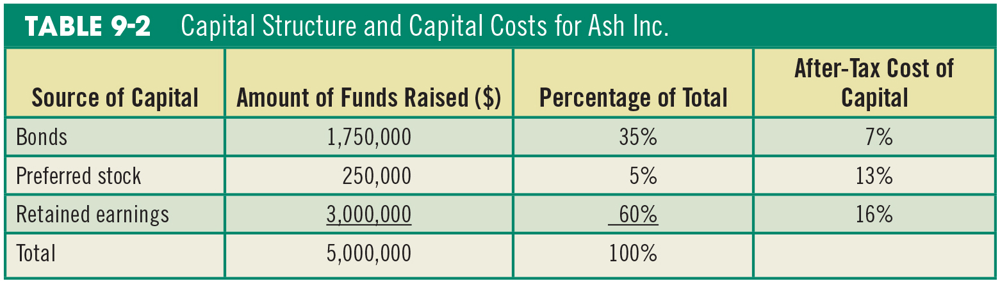 TABLE 9-2 Capital Structure and Capital Costs for Ash Inc.
Source of Capital Amount of Funds Raised ($) Percentage of Total After-Tax Cost of Capital
Bonds 1,750,000 35% 7%
Preferred stock 250,000 5% 13%
Retained earnings 3,000,000 60% 16%
Total 5,000,000 100%